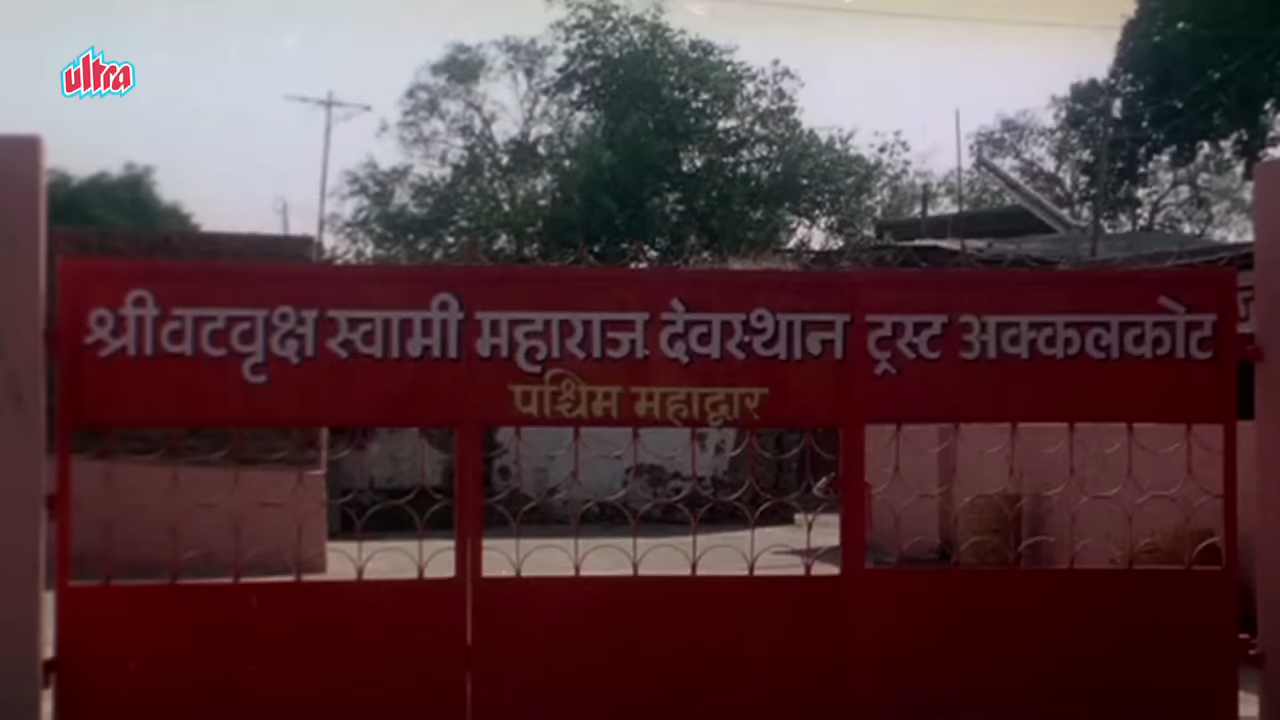 ultra
श्री वटवृक्ष स्वामी महाराज देवस्थान ट्रस्ट अक्कलकोट
पश्चिम महाद्वार